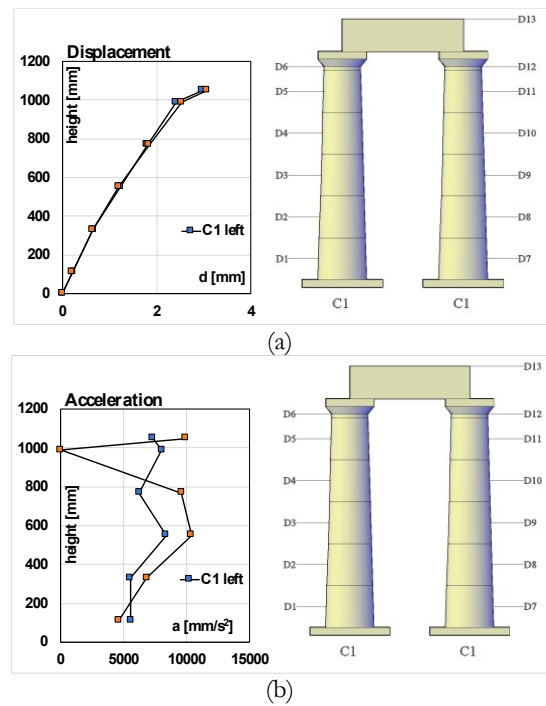 Displacement
1200
1000
800
600
400
200
0
height [mm]
C1 left
d [mm]
0 2 4
D13
D6 D12
D5 D11
D4 D10
D3 D9
D2 D8
D1 D7
C1 C1
(a)
Acceleration
1200
1000
800
600
400
200
0
height [mm]
C1 left
a [mm/s²]
0 5000 10000 15000
D13
D6 D12
D5 D11
D4 D10
D3 D9
D2 D8
D1 D7
C1 C1
(b)